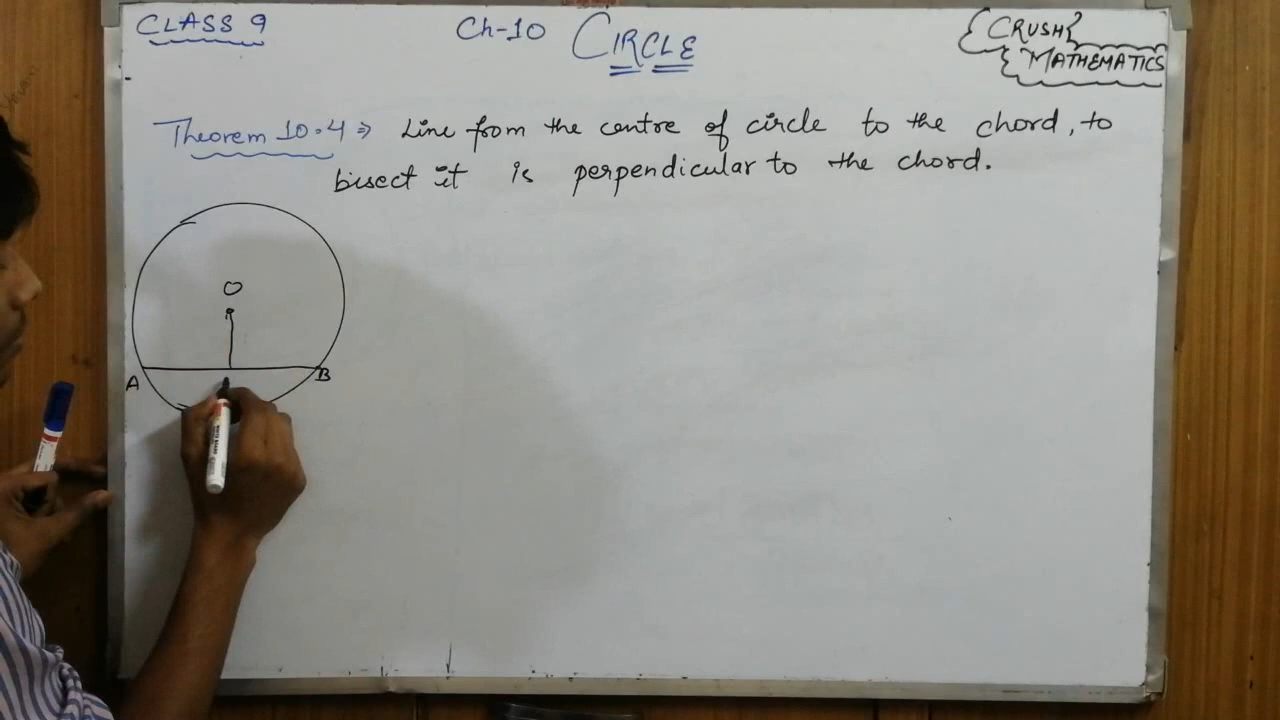 CLASS 9
Ch-10 CIRCLE
CRUSH
MATHEMATICS
Theorem 10.4 ⇒ Line from the centre of circle to the chord, to
bisect it is perpendicular to the chord.
O
A
B